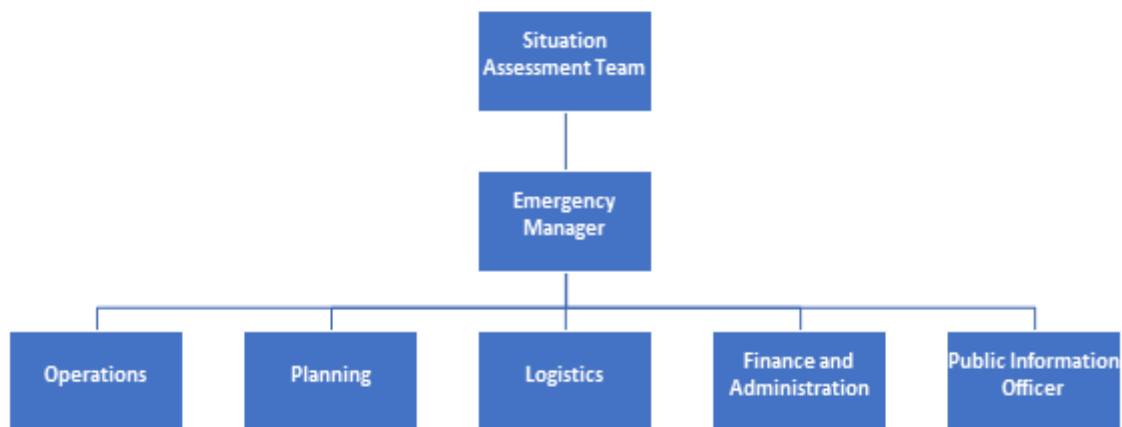 Situation
Assessment Team
Emergency
Manager
Operations
Planning
Logistics
Finance and
Administration
Public Information
Officer